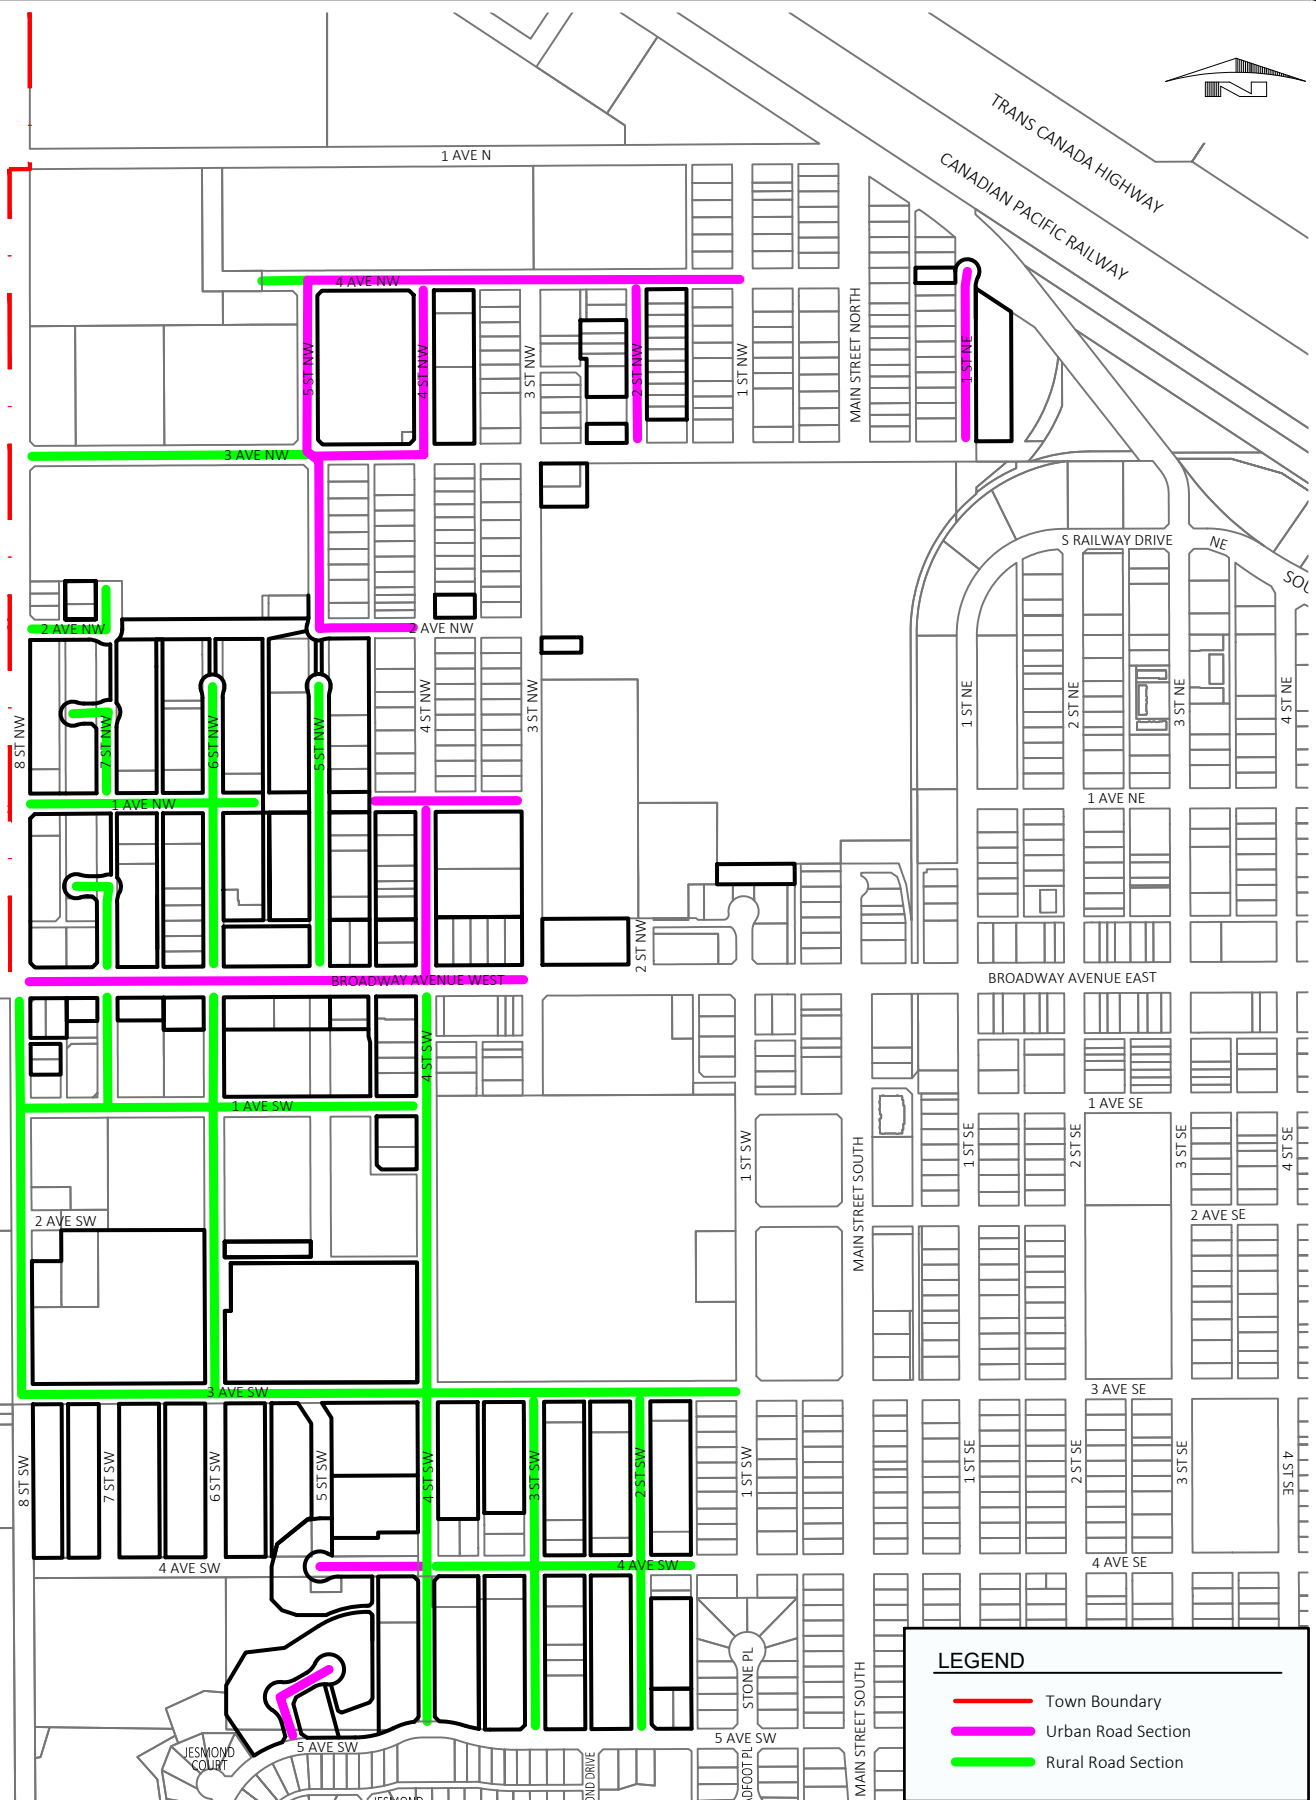 TRANS CANADA HIGHWAY
1 AVE N
CANADIAN PACIFIC RAILWAY
4 AVE NW
5 ST NW
4 ST NW
3 ST NW
2 ST NW
1 ST NW
MAIN STREET NORTH
1 ST NE
3 AVE NW
S RAILWAY DRIVE
NE
SOU
2 AVE NW
2 AVE NW
8 ST NW
7 ST NW
6 ST NW
5 ST NW
4 ST NW
3 ST NW
1 ST NE
2 ST NE
3 ST NE
4 ST NE
1 AVE NW
1 AVE NE
2 ST NW
BROADWAY AVENUE WEST
BROADWAY AVENUE EAST
4 ST SW
1 AVE SW
1 AVE SE
1 ST SW
MAIN STREET SOUTH
1 ST SE
2 ST SE
3 ST SE
4 ST SE
2 AVE SW
2 AVE SE
3 AVE SW
3 AVE SE
8 ST SW
7 ST SW
6 ST SW
5 ST SW
4 ST SW
3 ST SW
2 ST SW
1 ST SW
1 ST SE
2 ST SE
3 ST SE
4 ST SE
4 AVE SW
4 AVE SW
4 AVE SE
STONE PL
MAIN STREET SOUTH
5 AVE SW
5 AVE SW
JESMOND
COURT
OND DRIVE
ADFOOT PL
JESMOND
LEGEND
Town Boundary
Urban Road Section
Rural Road Section